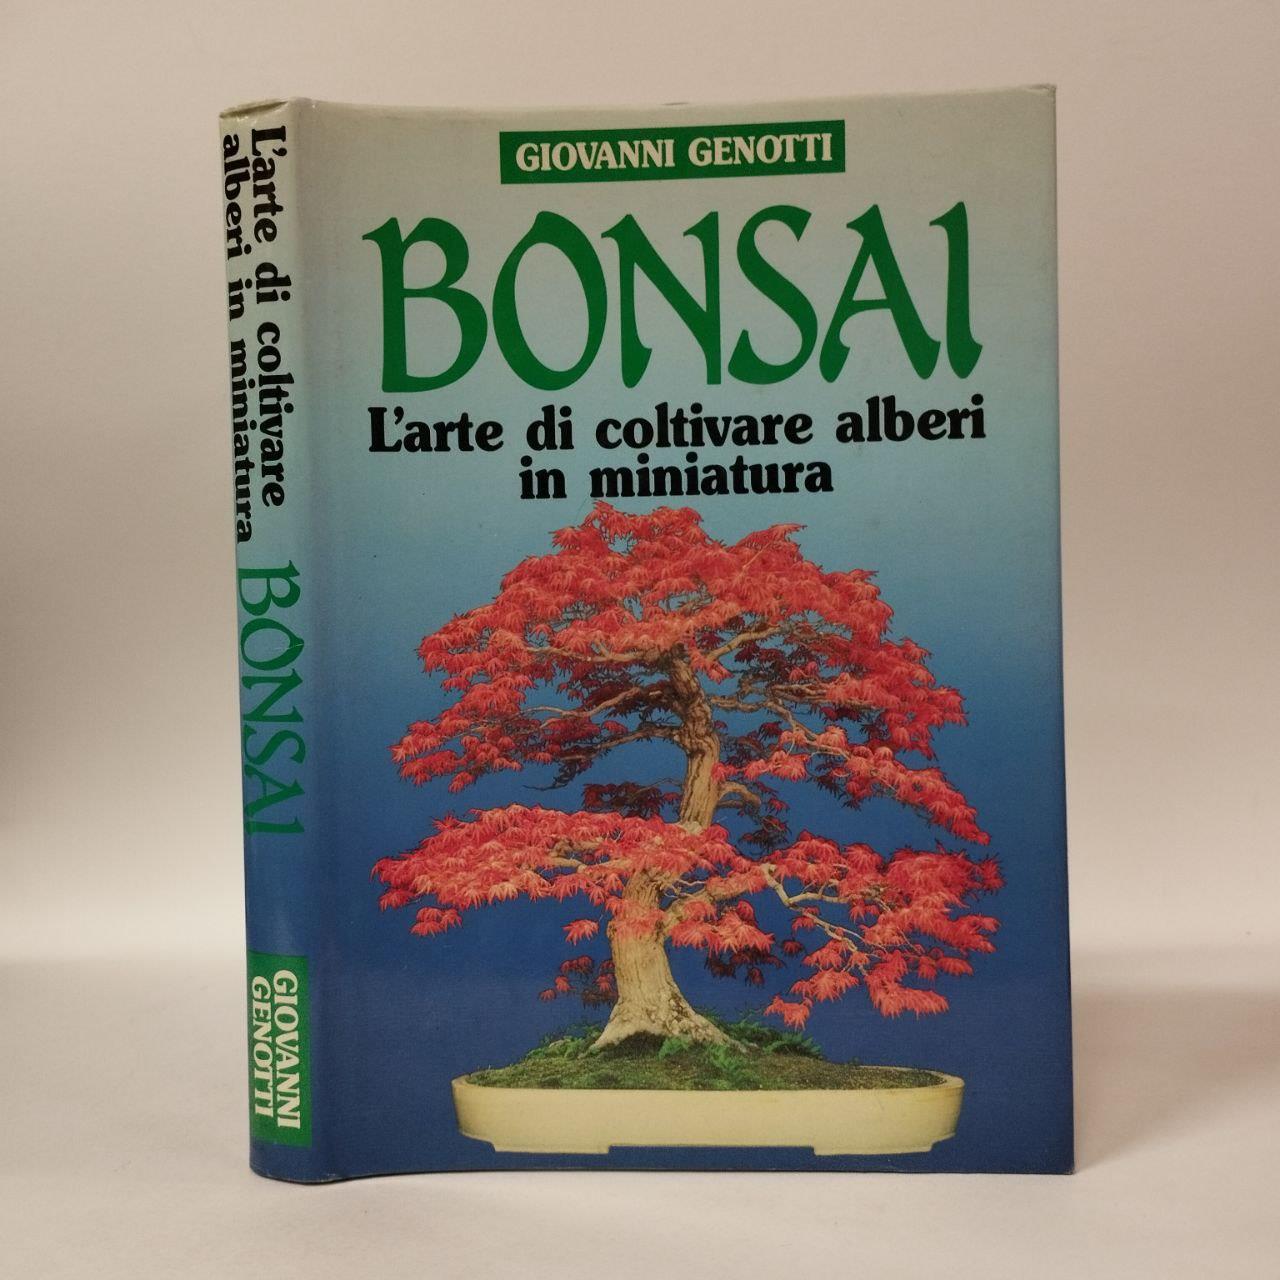 GIOVANNI GENOTTI
BONSAI
L'arte di coltivare alberi
in miniatura
L'arte di coltivare
alberi in miniatura
BONSAI
GIOVANNI
GENOTTI